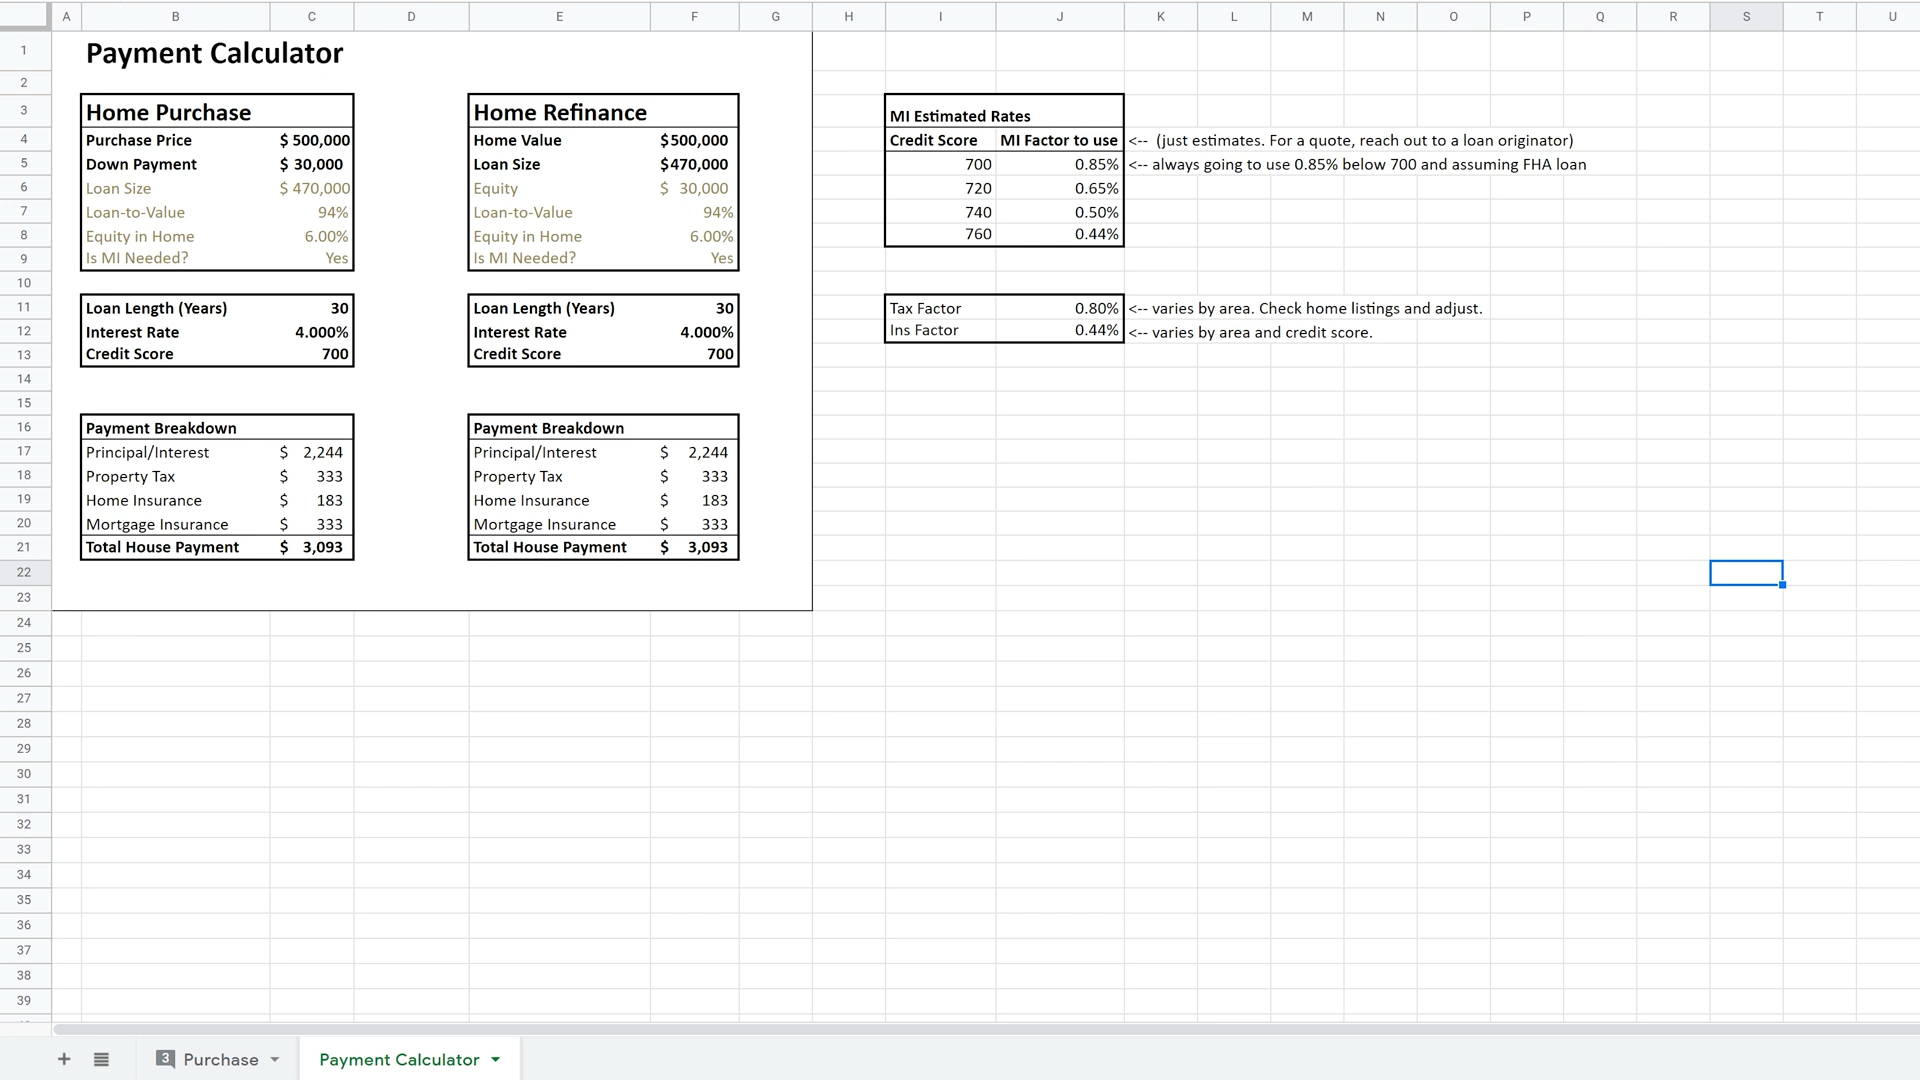 A B C D E F G H I J K L M N O P Q R S T U
1 Payment Calculator
2
3 Home Purchase Home Refinance MI Estimated Rates
4 Purchase Price $ 500,000 Home Value $500,000 Credit Score MI Factor to use <-- (just estimates. For a quote, reach out to a loan originator)
5 Down Payment $ 30,000 Loan Size $470,000 700 0.85% <-- always going to use 0.85% below 700 and assuming FHA loan
6 Loan Size $ 470,000 Equity $ 30,000 720 0.65%
7 Loan-to-Value 94% Loan-to-Value 94% 740 0.50%
8 Equity in Home 6.00% Equity in Home 6.00% 760 0.44%
9 Is MI Needed? Yes Is MI Needed? Yes
10
11 Loan Length (Years) 30 Loan Length (Years) 30 Tax Factor 0.80% <-- varies by area. Check home listings and adjust.
12 Interest Rate 4.000% Interest Rate 4.000% Ins Factor 0.44% <-- varies by area and credit score.
13 Credit Score 700 Credit Score 700
14
15
16 Payment Breakdown Payment Breakdown
17 Principal/Interest $ 2,244 Principal/Interest $ 2,244
18 Property Tax $ 333 Property Tax $ 333
19 Home Insurance $ 183 Home Insurance $ 183
20 Mortgage Insurance $ 333 Mortgage Insurance $ 333
21 Total House Payment $ 3,093 Total House Payment $ 3,093
22
23
24
25
26
27
28
29
30
31
32
33
34
35
36
37
38
39
+ 3 Purchase Payment Calculator